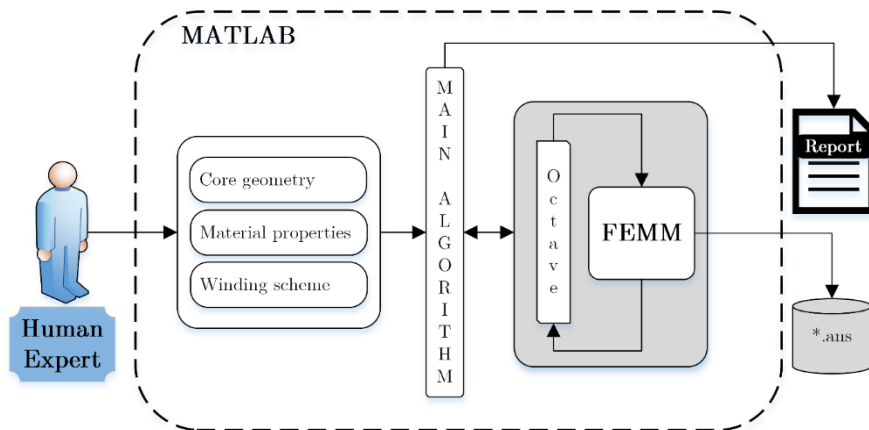 MATLAB
Human
Expert
Core geometry
Material properties
Winding scheme
MAIN ALGORITHM
Octave
FEMM
Report
*.ans